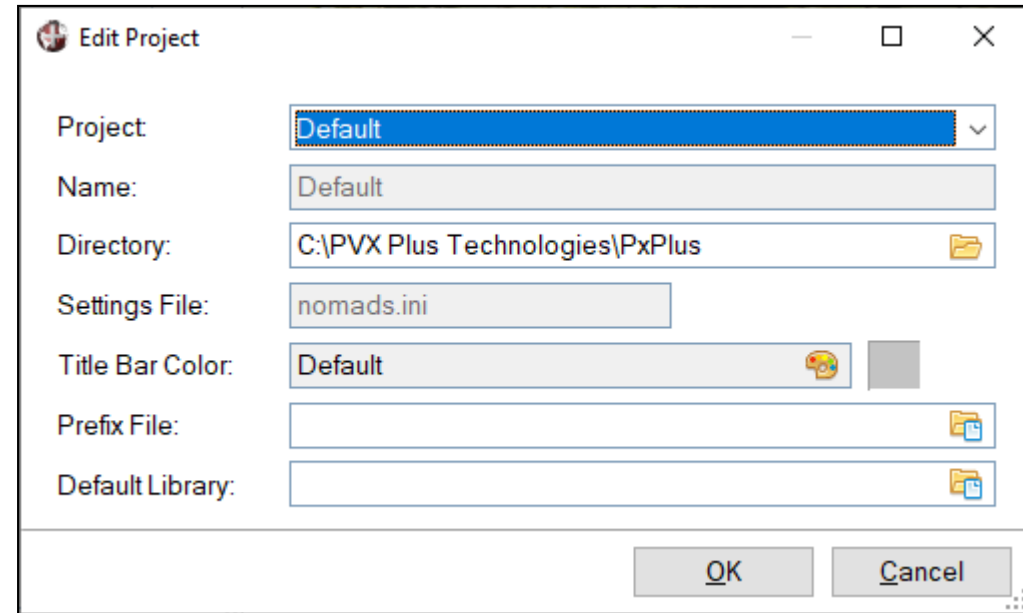 Edit Project
Project: Default
Name: Default
Directory: C:\PVX Plus Technologies\PxPlus
Settings File: nomads.ini
Title Bar Color: Default
Prefix File:
Default Library:
OK Cancel